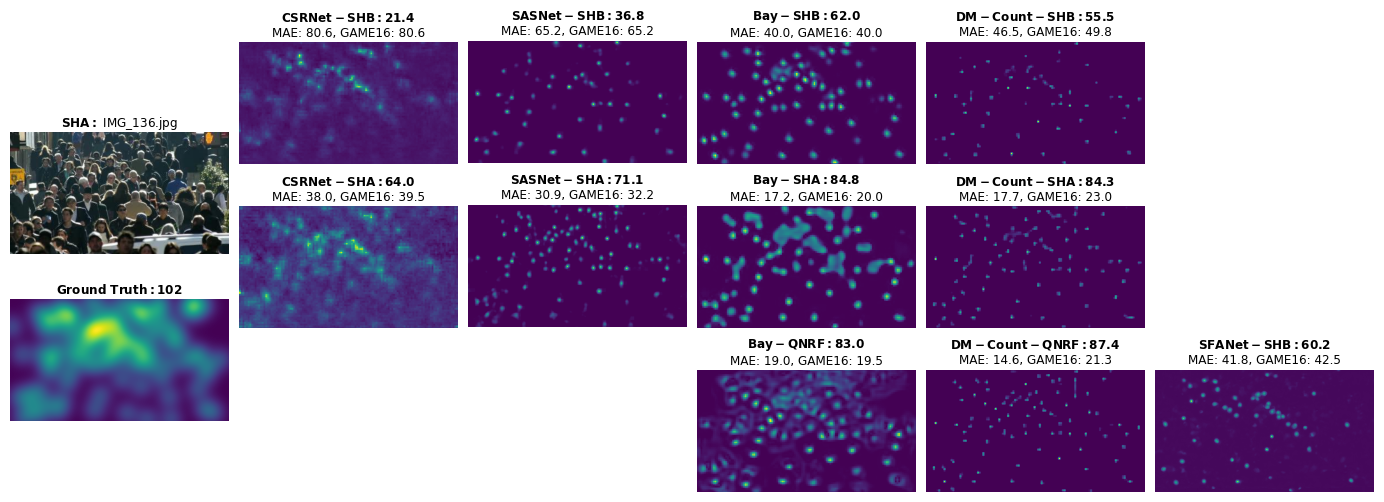 CSRNet-SHB: 21.4
MAE: 80.6, GAME16: 80.6
SASNet-SHB: 36.8
MAE: 65.2, GAME16: 65.2
Bay-SHB: 62.0
MAE: 40.0, GAME16: 40.0
DM-Count-SHB: 55.5
MAE: 46.5, GAME16: 49.8
SHA: IMG_136.jpg
CSRNet-SHA: 64.0
MAE: 38.0, GAME16: 39.5
SASNet-SHA: 71.1
MAE: 30.9, GAME16: 32.2
Bay-SHA: 84.8
MAE: 17.2, GAME16: 20.0
DM-Count-SHA: 84.3
MAE: 17.7, GAME16: 23.0
Ground Truth: 102
Bay-QNRF: 83.0
MAE: 19.0, GAME16: 19.5
DM-Count-QNRF: 87.4
MAE: 14.6, GAME16: 21.3
SFANet-SHB: 60.2
MAE: 41.8, GAME16: 42.5